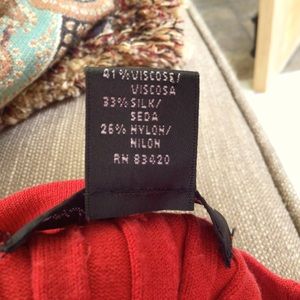 41% VISCOSE/
VISCOSA
33% SILK/
SEDA
26% NYLON/
NILON
RN 83420